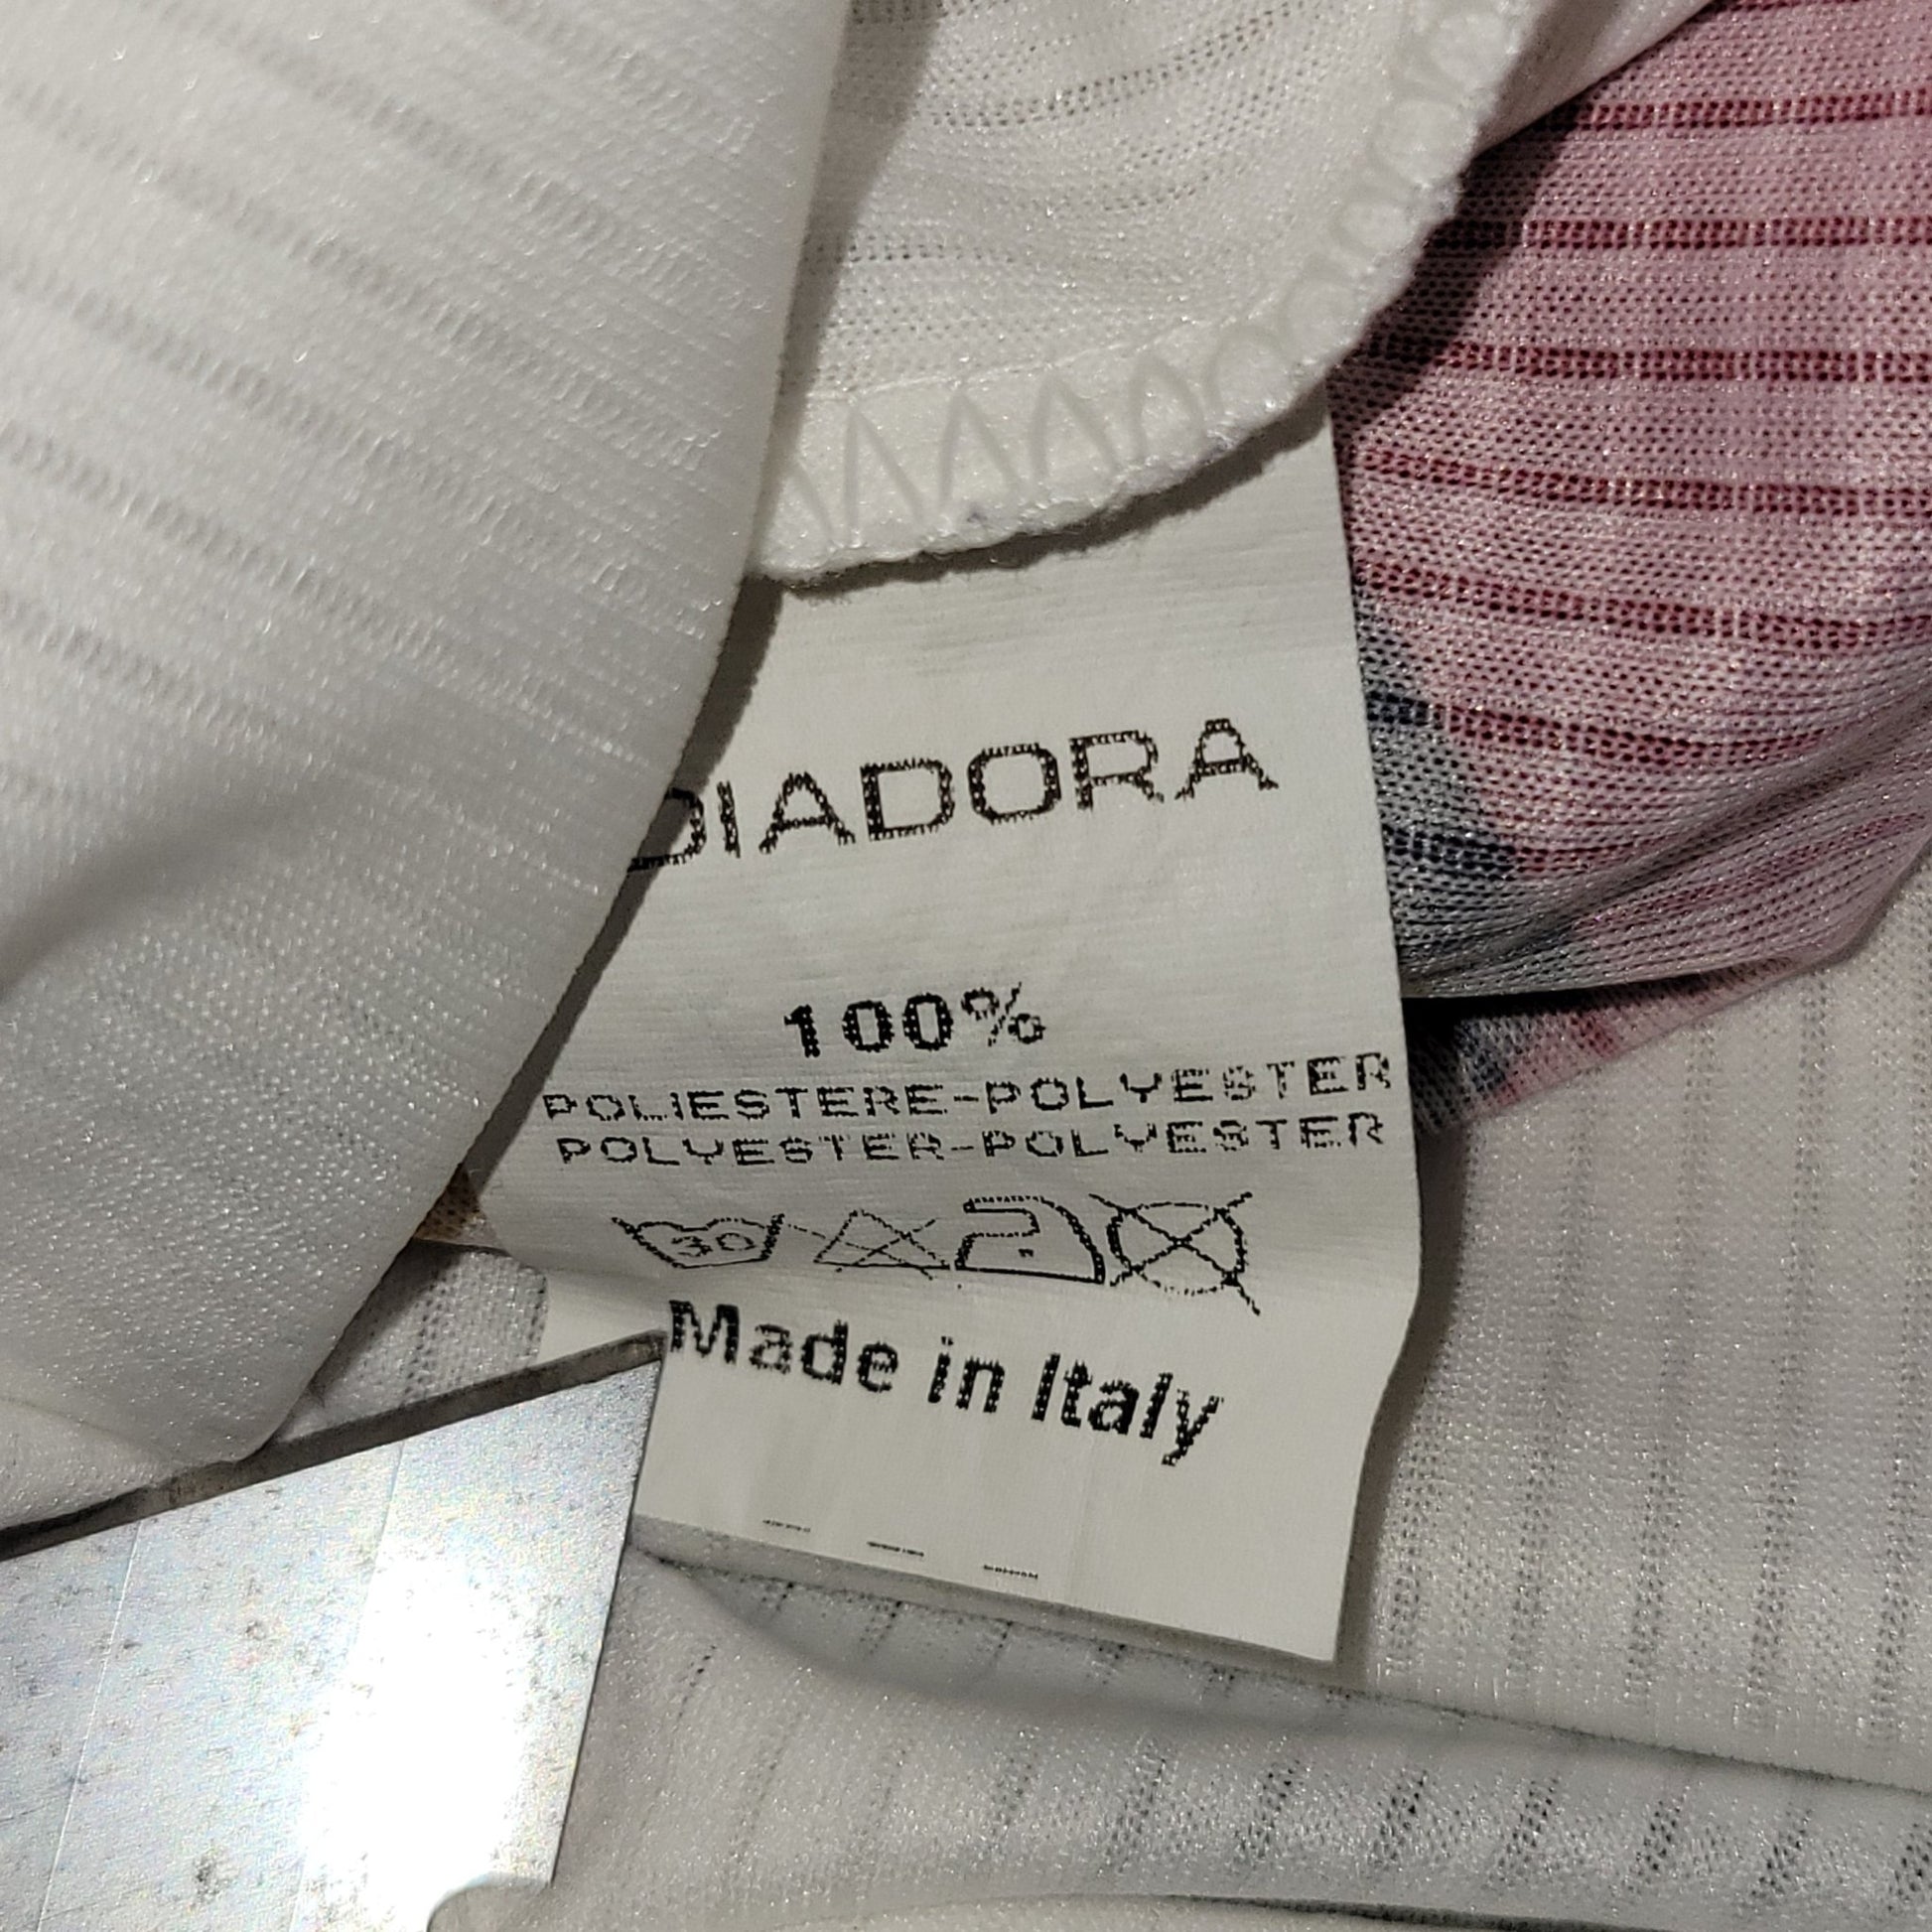 DIADORA
100%
POLIESTERE-POLYESTER
POLYESTER-POLYESTER
30
Made in Italy